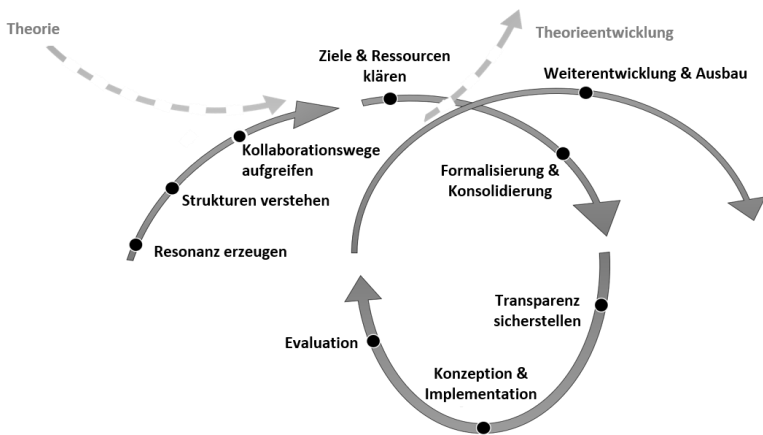 Theorie
Theorieentwicklung
Ziele & Ressourcen
klären
Weiterentwicklung & Ausbau
Kollaborationswege
aufgreifen
Formalisierung &
Konsolidierung
Strukturen verstehen
Resonanz erzeugen
Transparenz
sicherstellen
Evaluation
Konzeption &
Implementation